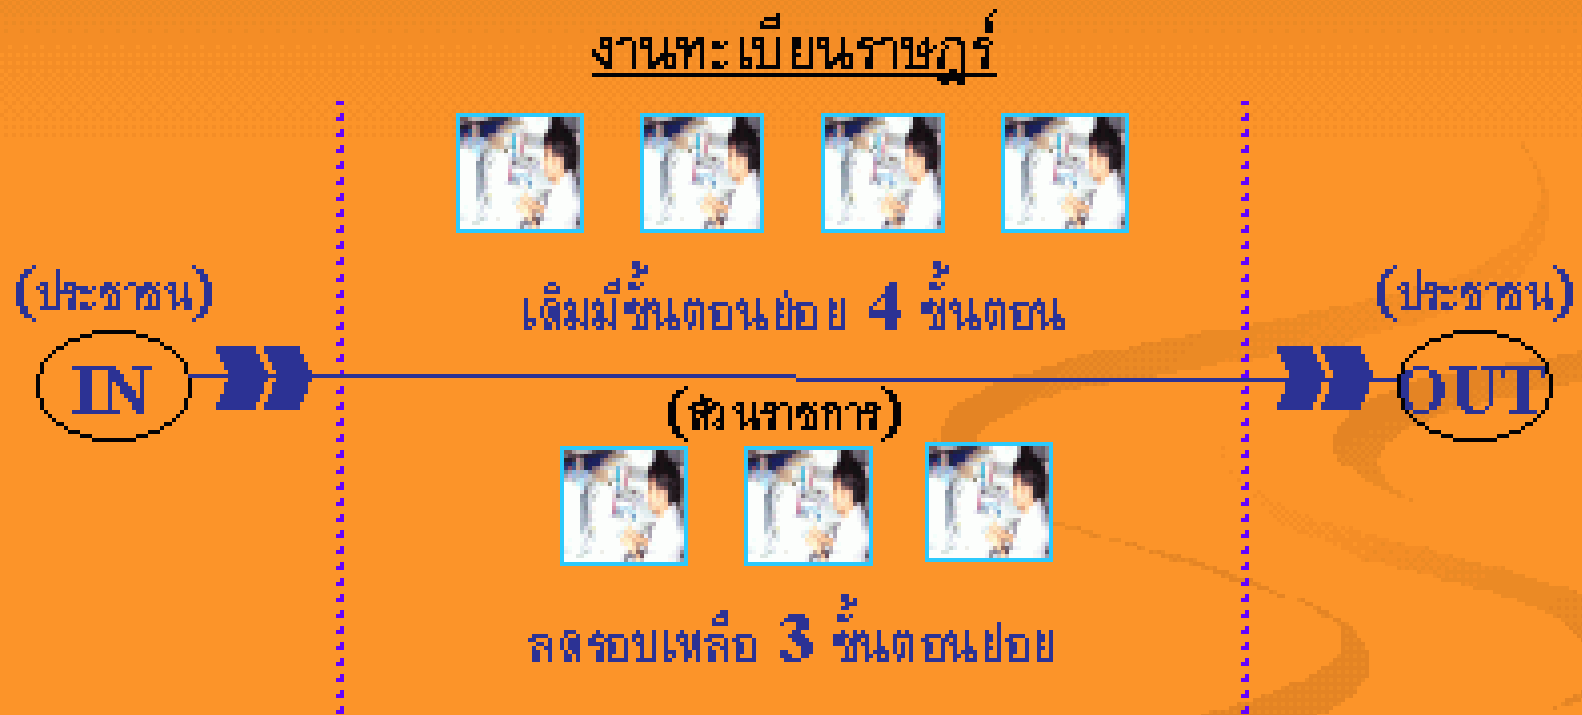 งานทะเบียนราษฎร์
(ประชาชน)
เดิมมีขั้นตอนย่อย 4 ขั้นตอน
(ประชาชน)
IN
OUT
(ส่วนราชการ)
ลดรอบเหลือ 3 ขั้นตอนย่อย